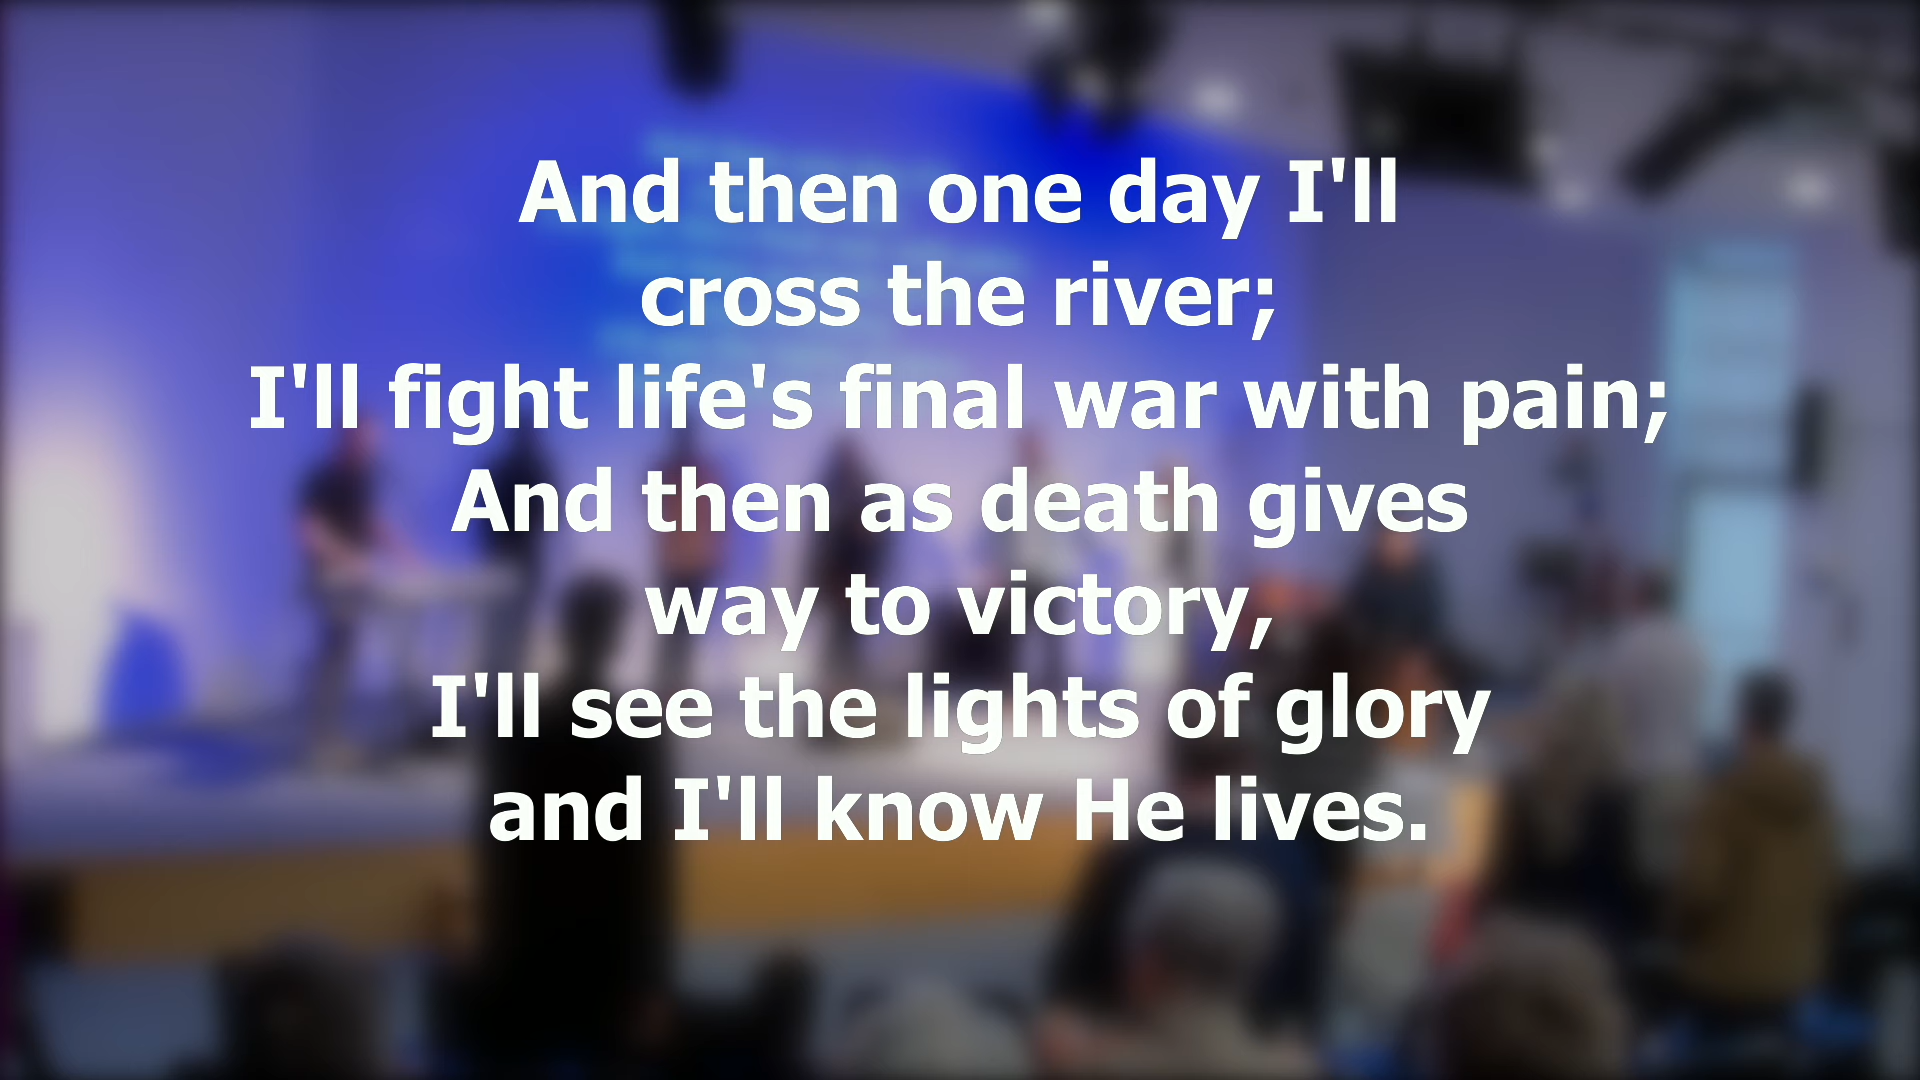 And then one day I'll
cross the river;
I'll fight life's final war with pain;
And then as death gives
way to victory,
I'll see the lights of glory
and I'll know He lives.